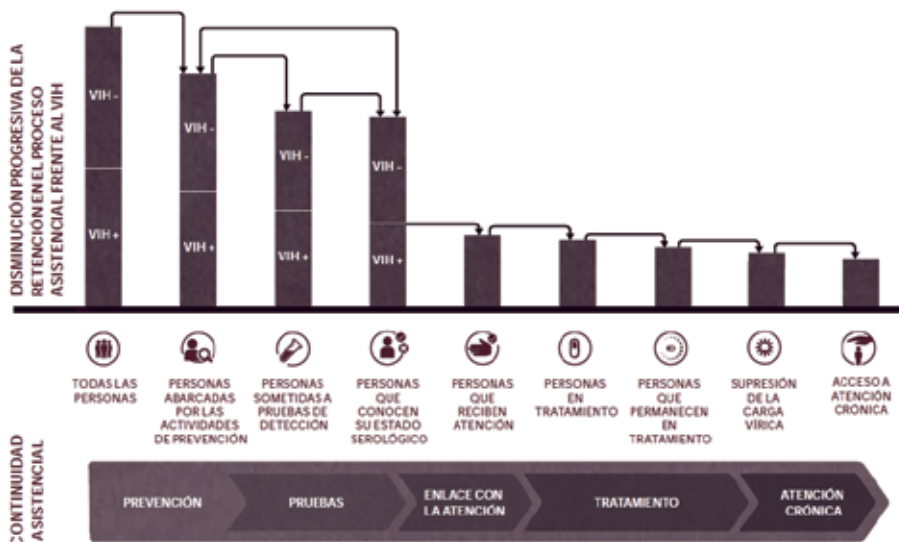 DISMINUCIÓN PROGRESIVA DE LA
RETENCIÓN EN EL PROCESO
ASISTENCIAL FRENTE AL VIH
VIH -
VIH +
VIH -
VIH +
VIH -
VIH +
VIH -
VIH +
TODAS LAS
PERSONAS
PERSONAS
ABARCADAS
POR LAS
ACTIVIDADES
DE PREVENCIÓN
PERSONAS
SOMETIDAS A
PRUEBAS DE
DETECCIÓN
PERSONAS
QUE
CONOCEN
SU ESTADO
SEROLÓGICO
PERSONAS
QUE
RECIBEN
ATENCIÓN
PERSONAS
EN
TRATAMIENTO
PERSONAS
QUE
PERMANECEN
EN
TRATAMIENTO
SUPRESIÓN
DE LA
CARGA
VÍRICA
ACCESO A
ATENCIÓN
CRÓNICA
CONTINUIDAD
ASISTENCIAL
PREVENCIÓN
PRUEBAS
ENLACE CON
LA ATENCIÓN
TRATAMIENTO
ATENCIÓN
CRÓNICA